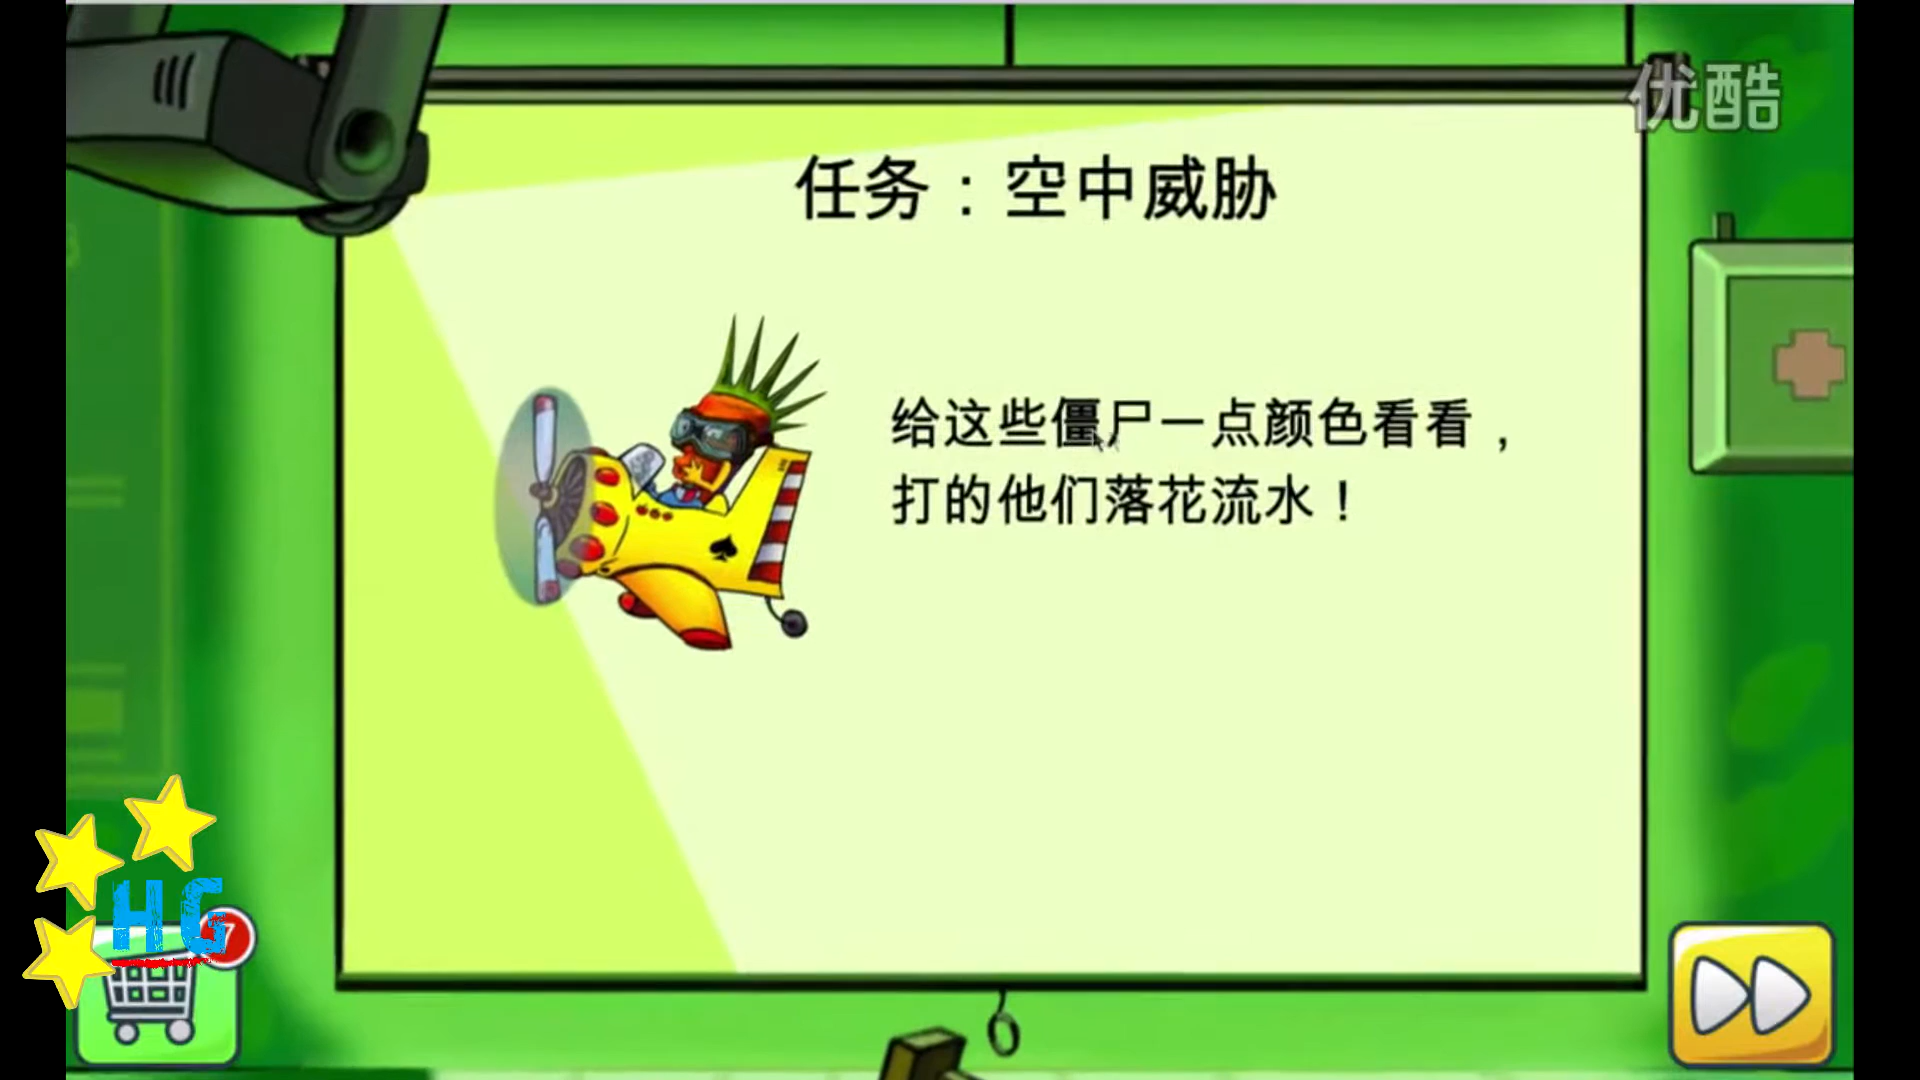 优酷
任务：空中威胁
给这些僵尸一点颜色看看，
打的他们落花流水！
HG
7